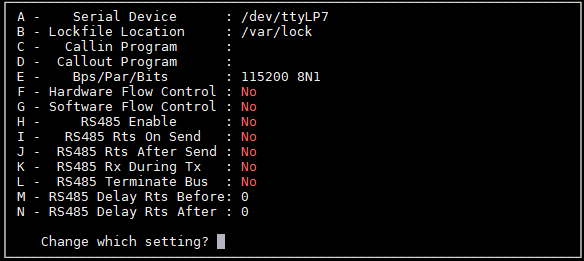 A -    Serial Device      : /dev/ttyLP7
B - Lockfile Location     : /var/lock
C -   Callin Program      :
D -  Callout Program      :
E -    Bps/Par/Bits       : 115200 8N1
F - Hardware Flow Control : No
G - Software Flow Control : No
H -     RS485 Enable      : No
I -   RS485 Rts On Send   : No
J -  RS485 Rts After Send : No
K -  RS485 Rx During Tx   : No
L -  RS485 Terminate Bus  : No
M - RS485 Delay Rts Before: 0
N - RS485 Delay Rts After : 0
Change which setting?